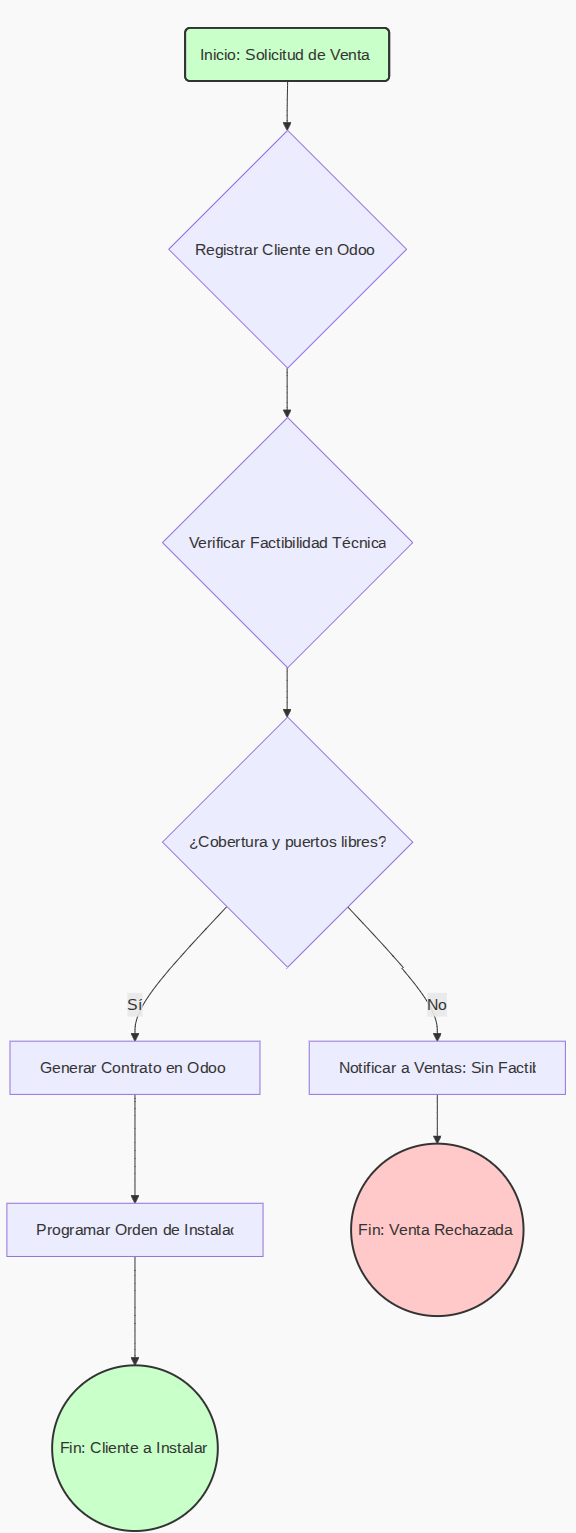 Inicio: Solicitud de Venta
Registrar Cliente en Odoo
Verificar Factibilidad Técnica
¿Cobertura y puertos libres?
Sí
No
Generar Contrato en Odoo
Notificar a Ventas: Sin Factib
Programar Orden de Instalac
Fin: Venta Rechazada
Fin: Cliente a Instalar